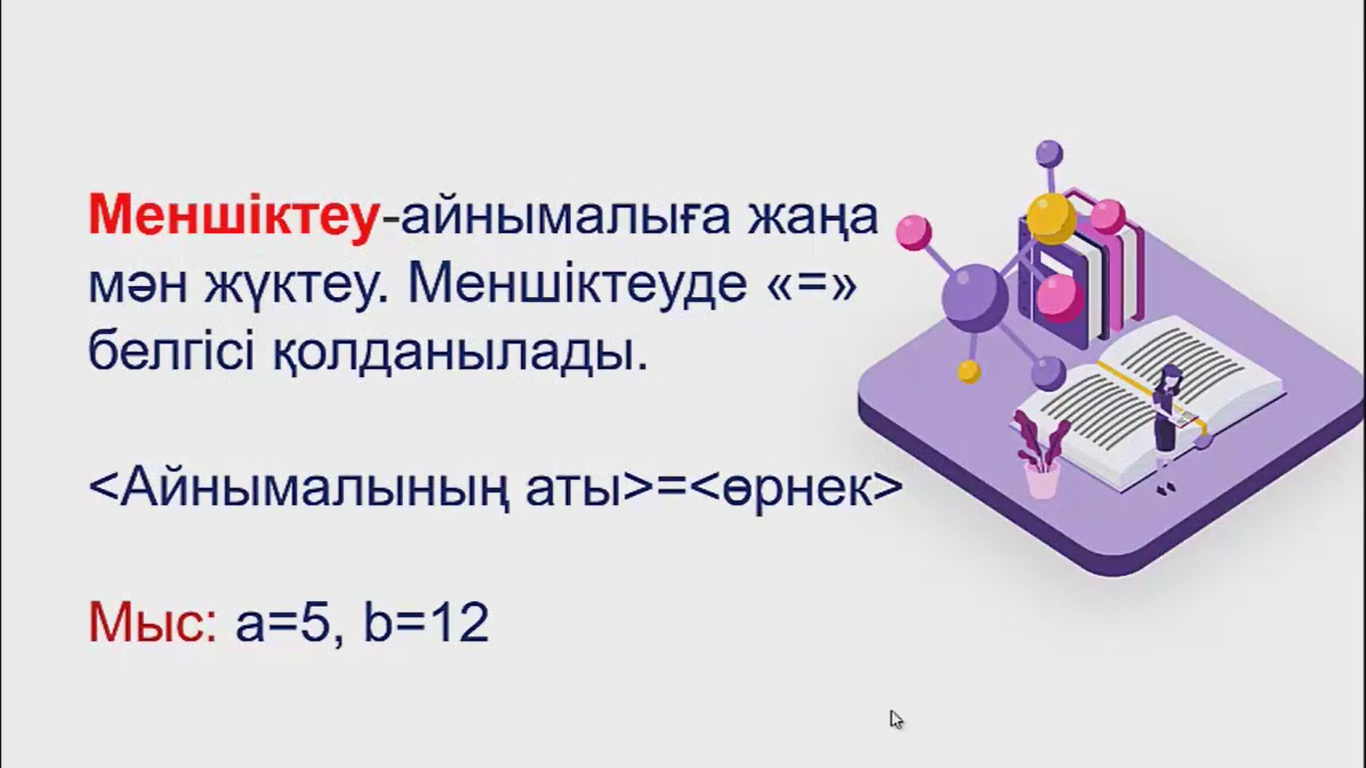 Меншіктеу-айнымалыға жаңа
мән жүктеу. Меншіктеуде «=»
белгісі қолданылады.
<Айнымалының аты>=<өрнек>
Мыс: a=5, b=12